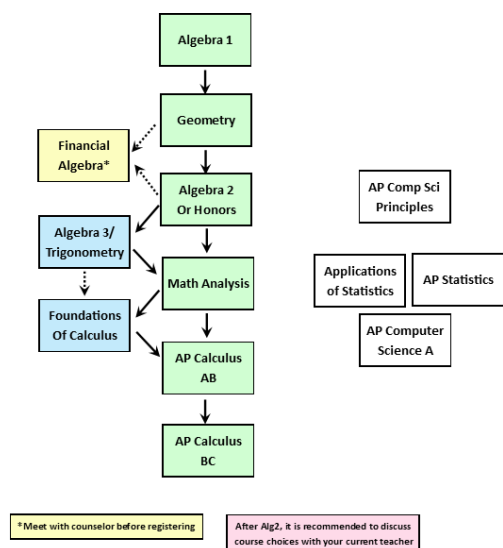 Algebra 1
Geometry
Financial
Algebra*
Algebra 2
Or Honors
AP Comp Sci
Principles
Algebra 3/
Trigonometry
Math Analysis
Applications
of Statistics
AP Statistics
Foundations
Of Calculus
AP Computer
Science A
AP Calculus
AB
AP Calculus
BC
*Meet with counselor before registering
After Alg2, it is recommended to discuss
course choices with your current teacher